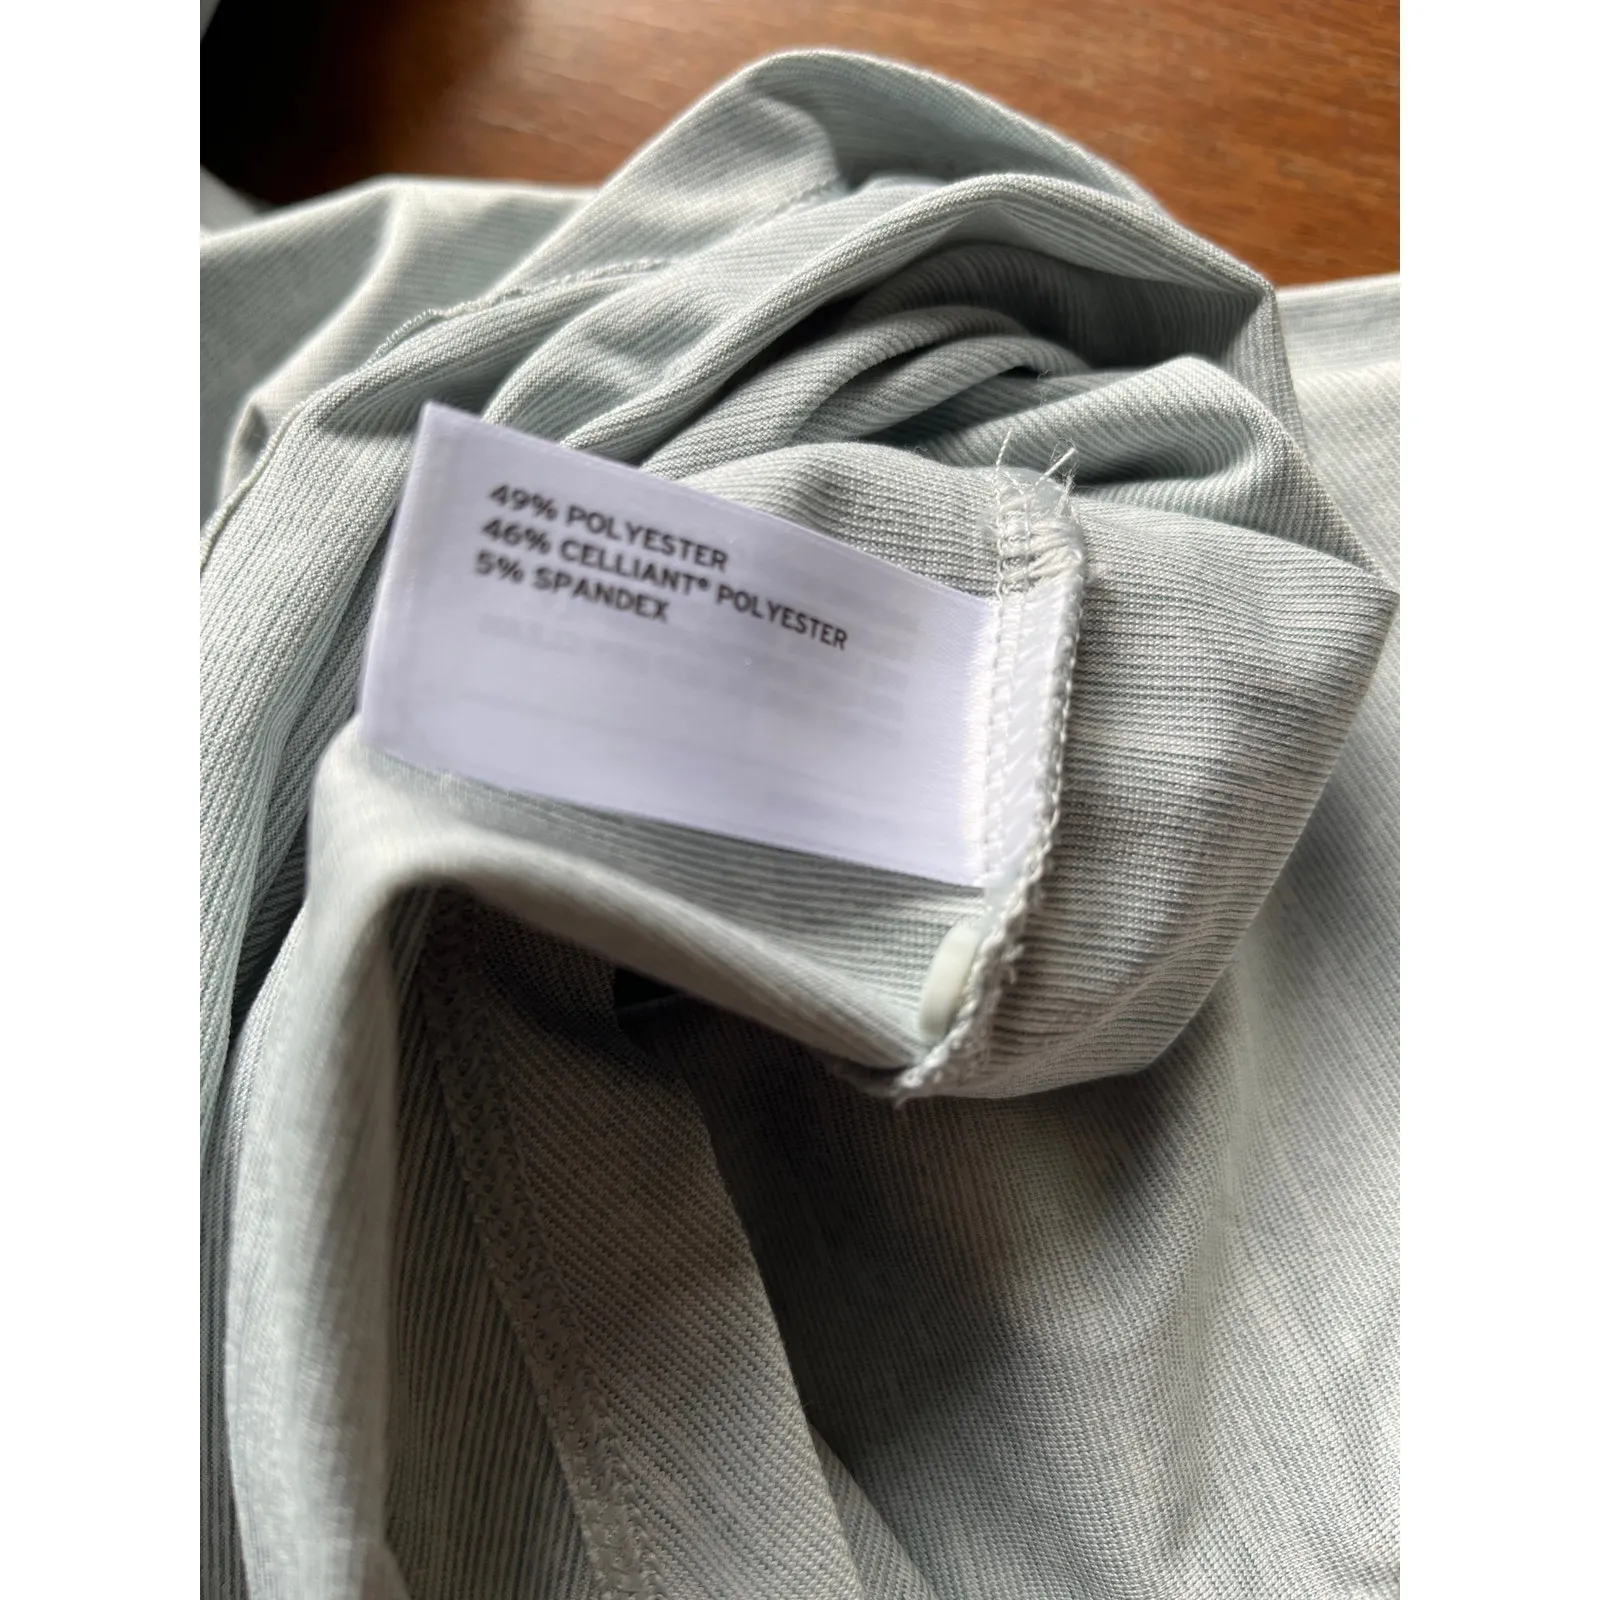 49% POLYESTER
46% CELLIANT® POLYESTER
5% SPANDEX